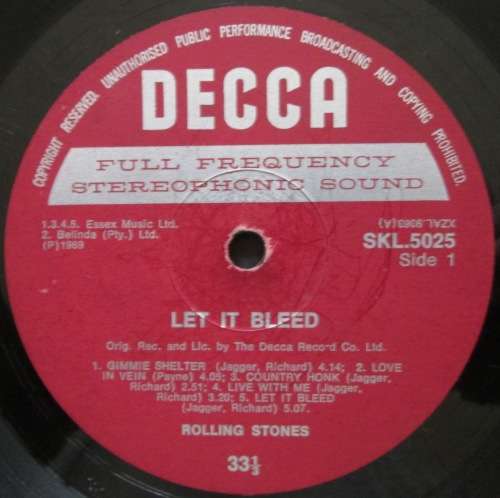 COPYRIGHT RESERVED. UNAUTHORISED PUBLIC PERFORMANCE BROADCASTING AND COPYING PROHIBITED.
DECCA
FULL FREQUENCY
STEREOPHONIC SOUND
1.3.4.5. Essex Music Ltd.
2. Belinda (Pty.) Ltd.
(P)1969
XZAL.9363(A)
SKL.5025
Side 1
LET IT BLEED
Orig. Rec. and Lic. by The Decca Record Co. Ltd.
1. GIMMIE SHELTER (Jagger, Richard) 4.14; 2. LOVE
IN VEIN (Payne) 4.05; 3. COUNTRY HONK (Jagger,
Richard) 2.51; 4. LIVE WITH ME (Jagger,
Richard) 3.20; 5. LET IT BLEED
(Jagger, Richard) 5.07.
ROLLING STONES
33⅓